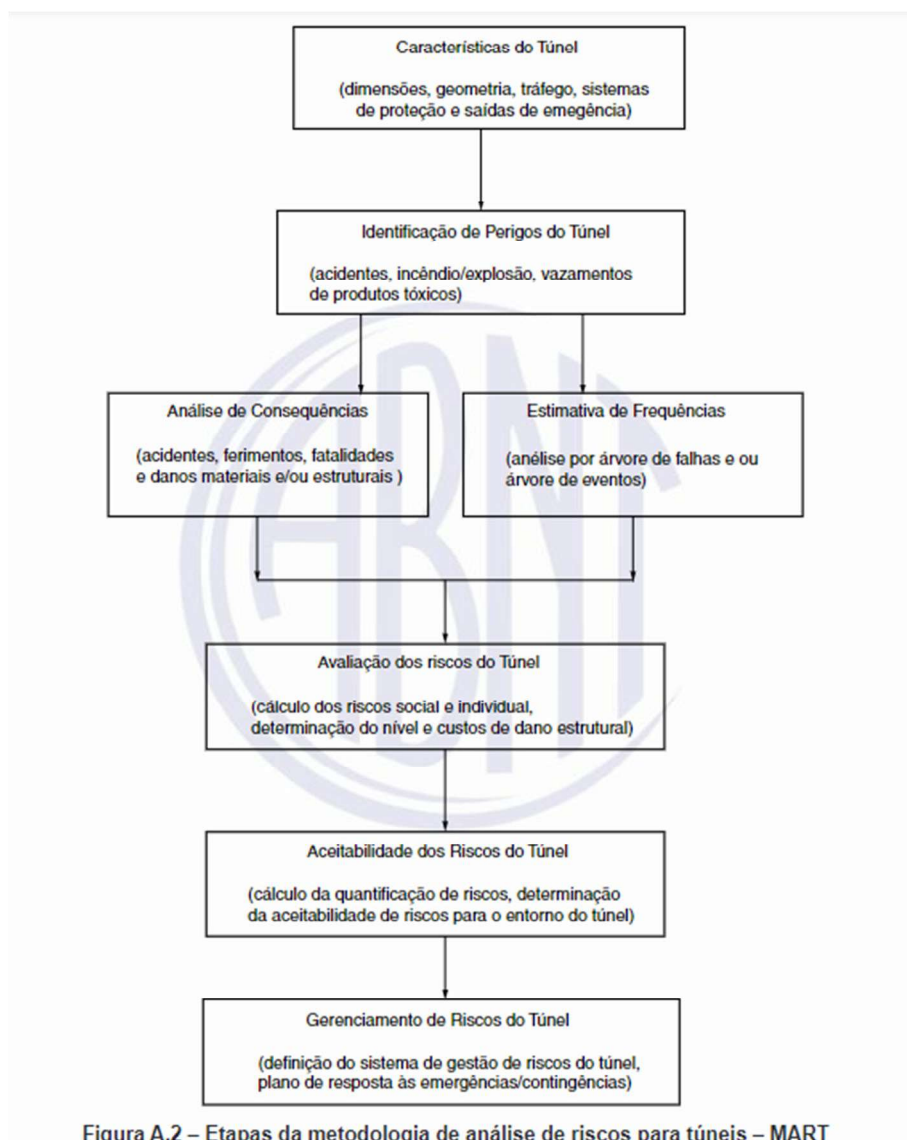 Características do Túnel
(dimensões, geometria, tráfego, sistemas
de proteção e saídas de emegência)
Identificação de Perigos do Túnel
(acidentes, incêndio/explosão, vazamentos
de produtos tóxicos)
Análise de Consequências
(acidentes, ferimentos, fatalidades
e danos materiais e/ou estruturais )
Estimativa de Frequências
(anélise por árvore de falhas e ou
árvore de eventos)
Avaliação dos riscos do Túnel
(cálculo dos riscos social e individual,
determinação do nível e custos de dano estrutural)
Aceitabilidade dos Riscos do Túnel
(cálculo da quantificação de riscos, determinação
da aceitabilidade de riscos para o entorno do túnel)
Gerenciamento de Riscos do Túnel
(definição do sistema de gestão de riscos do túnel,
plano de resposta às emergências/contingências)
Figura A.2 – Etapas da metodologia de análise de riscos para túneis – MART
ABNT